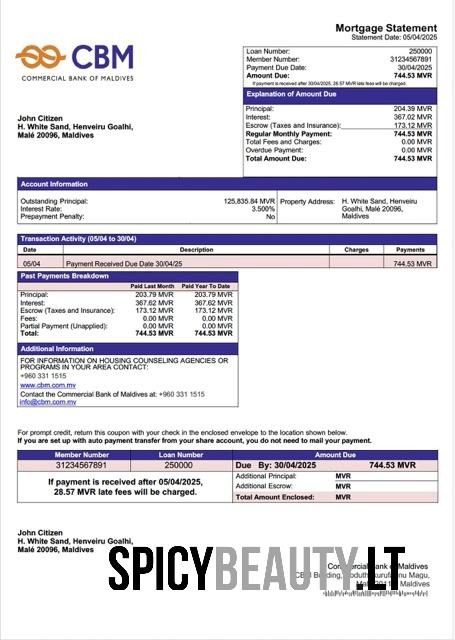 Mortgage Statement
Statement Date: 05/04/2025
CBM
COMMERCIAL BANK OF MALDIVES
Loan Number: 250000
Member Number: 31234567891
Payment Due Date: 30/04/2025
Amount Due: 744.53 MVR
If payment is received after 30/04/2025, 28.57 MVR late fees will be charged.
Explanation of Amount Due
Principal: 204.39 MVR
Interest: 367.02 MVR
Escrow (Taxes and Insurance): 173.12 MVR
Regular Monthly Payment: 744.53 MVR
Total Fees and Charges: 0.00 MVR
Overdue Payment: 0.00 MVR
Total Amount Due: 744.53 MVR
John Citizen
H. White Sand, Henveiru Goalhi,
Malé 20096, Maldives
Account Information
Outstanding Principal: 125,835.84 MVR
Interest Rate: 3.500%
Prepayment Penalty: No
Property Address: H. White Sand, Henveiru
Goalhi, Malé 20096,
Maldives
Transaction Activity (05/04 to 30/04)
Date Description Charges Payments
05/04 Payment Received Due Date 30/04/25 744.53 MVR
Past Payments Breakdown
Paid Last Month Paid Year To Date
Principal: 203.79 MVR 203.79 MVR
Interest: 367.62 MVR 367.62 MVR
Escrow (Taxes and Insurance): 173.12 MVR 173.12 MVR
Fees: 0.00 MVR 0.00 MVR
Partial Payment (Unapplied): 0.00 MVR 0.00 MVR
Total: 744.53 MVR 744.53 MVR
Additional Information
FOR INFORMATION ON HOUSING COUNSELING AGENCIES OR
PROGRAMS IN YOUR AREA CONTACT:
+960 331 1515
www.cbm.com.mv
Contact the Commercial Bank of Maldives at: +960 331 1515
info@cbm.com.mv
For prompt credit, return this coupon with your check in the enclosed envelope to the location shown below.
If you are set up with auto payment transfer from your share account, you do not need to mail your payment.
Member Number Loan Number Amount Due
31234567891 250000 Due By: 30/04/2025 744.53 MVR
If payment is received after 05/04/2025,
28.57 MVR late fees will be charged.
Additional Principal: MVR
Additional Escrow: MVR
Total Amount Enclosed: MVR
John Citizen
H. White Sand, Henveiru Goalhi,
Malé 20096, Maldives
SPICYBEAUTY.LT
Maldives
Building, Magu,
Maldives